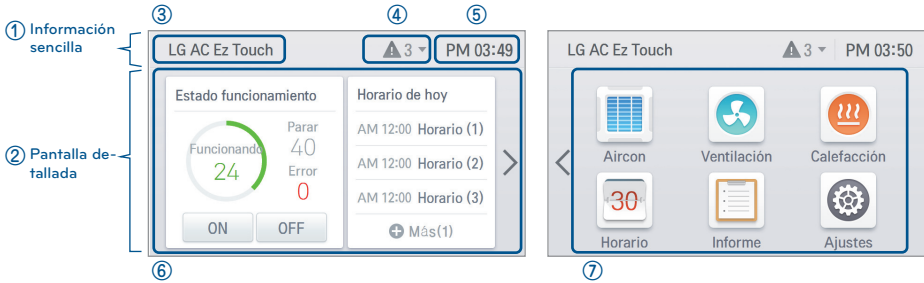 ③ ④ ⑤
① Información
sencilla
LG AC Ez Touch 3 PM 03:49
② Pantalla de-
tallada
Estado funcionamiento
Funcionando
24
Parar
40
Error
0
ON OFF
Horario de hoy
AM 12:00 Horario (1)
AM 12:00 Horario (2)
AM 12:00 Horario (3)
Más(1)
⑥
LG AC Ez Touch 3 PM 03:50
Aircon Ventilación Calefacción
30
Horario Informe Ajustes
⑦